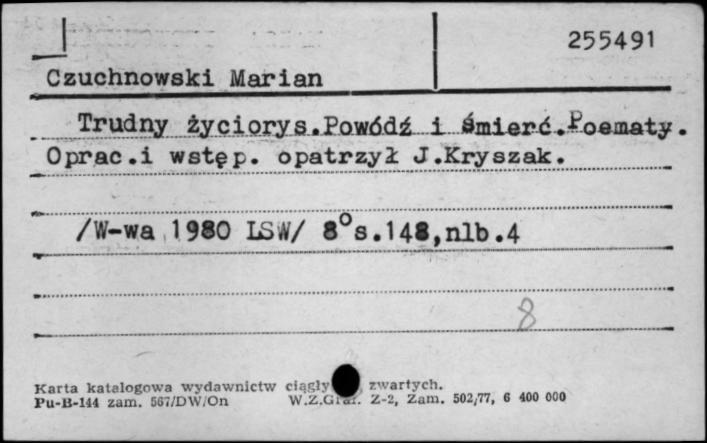 255491
Czuchnowski Marian
Trudny życiorys.Powódź i śmierć.Poematy.
Oprac.i wstęp. opatrzył J.Kryszak.
/W-wa 1980 LSW/ 8° s.148,nlb.4
8
Karta katalogowa wydawnictw ciągły zwartych.
Pu-B-144 zam. 567/DW/On W.Z.Graf. Z-2, Zam. 502/77, 6 400 000